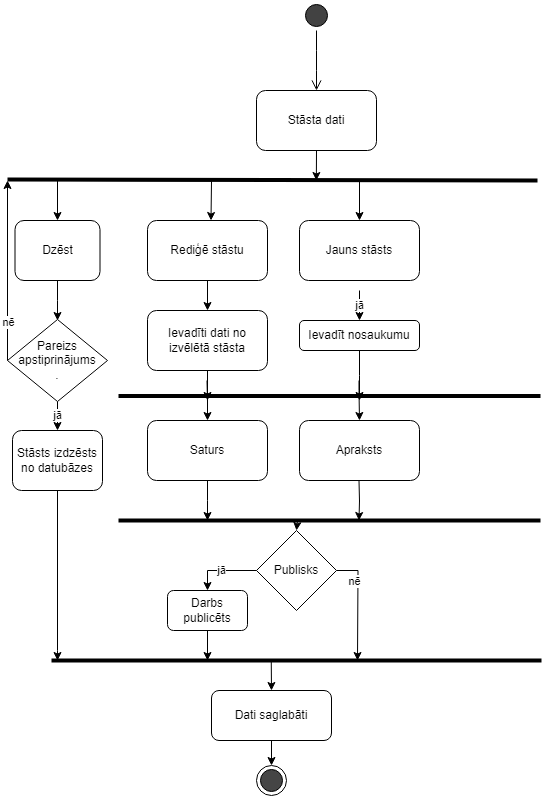 Stāsta dati
Dzēst
Rediģē stāstu
Jauns stāsts
jā
nē
Ievadīti dati no
izvēlētā stāsta
Ievadīt nosaukumu
Pareizs
apstiprinājums
.
jā
Stāsts izdzēsts
no datubāzes
Saturs
Apraksts
Publisks
jā
nē
Darbs
publicēts
Dati saglabāti